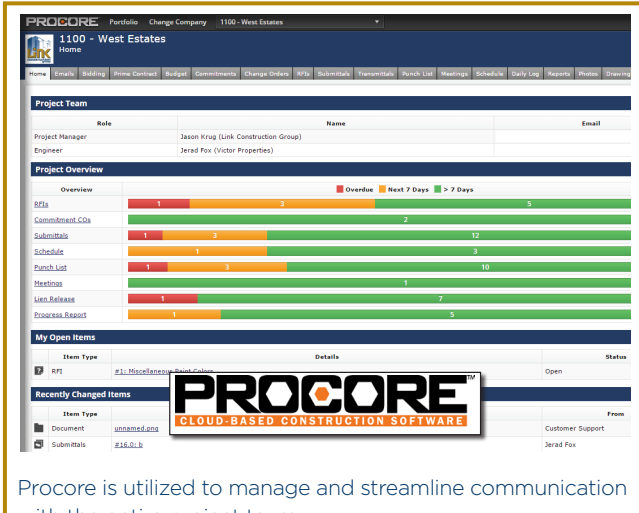 PROCORE Portfolio Change Company 1100 - West Estates
Link 1100 - West Estates
Home
Home Emails Bidding Prime Contract Budget Commitments Change Orders RFIs Submittals Transmittals Punch List Meetings Schedule Daily Log Reports Photos Drawing
Project Team
Role Name Email
Project Manager Jason Krug (Link Construction Group)
Engineer Jerad Fox (Victor Properties)
Project Overview
Overview Overdue Next 7 Days > 7 Days
RFIs 1 3 5
Commitment COs 2
Submittals 1 3 12
Schedule 1 3
Punch List 1 3 10
Meetings 1
Lien Release 1 7
Progress Report 1 5
My Open Items
Item Type Details Status
? RFI #1: Miscellaneous Paint Colors Open
Recently Changed Items
Item Type From
Document unnamed.png Customer Support
Submittals #16.0: b Jerad Fox
PROCORE™
CLOUD-BASED CONSTRUCTION SOFTWARE
Procore is utilized to manage and streamline communication